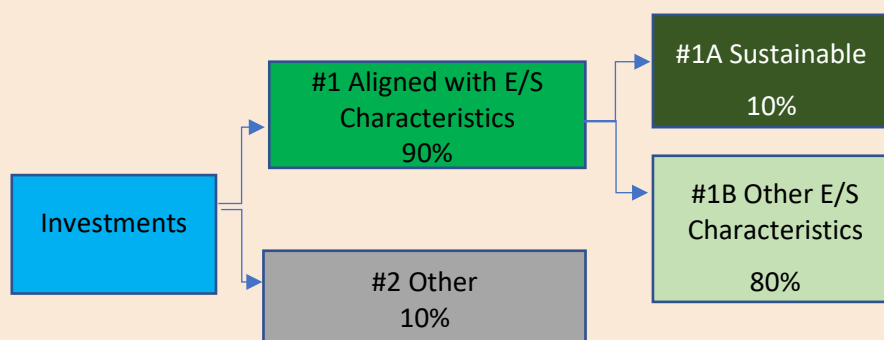 Investments
#1 Aligned with E/S
Characteristics
90%
#2 Other
10%
#1A Sustainable
10%
#1B Other E/S
Characteristics
80%